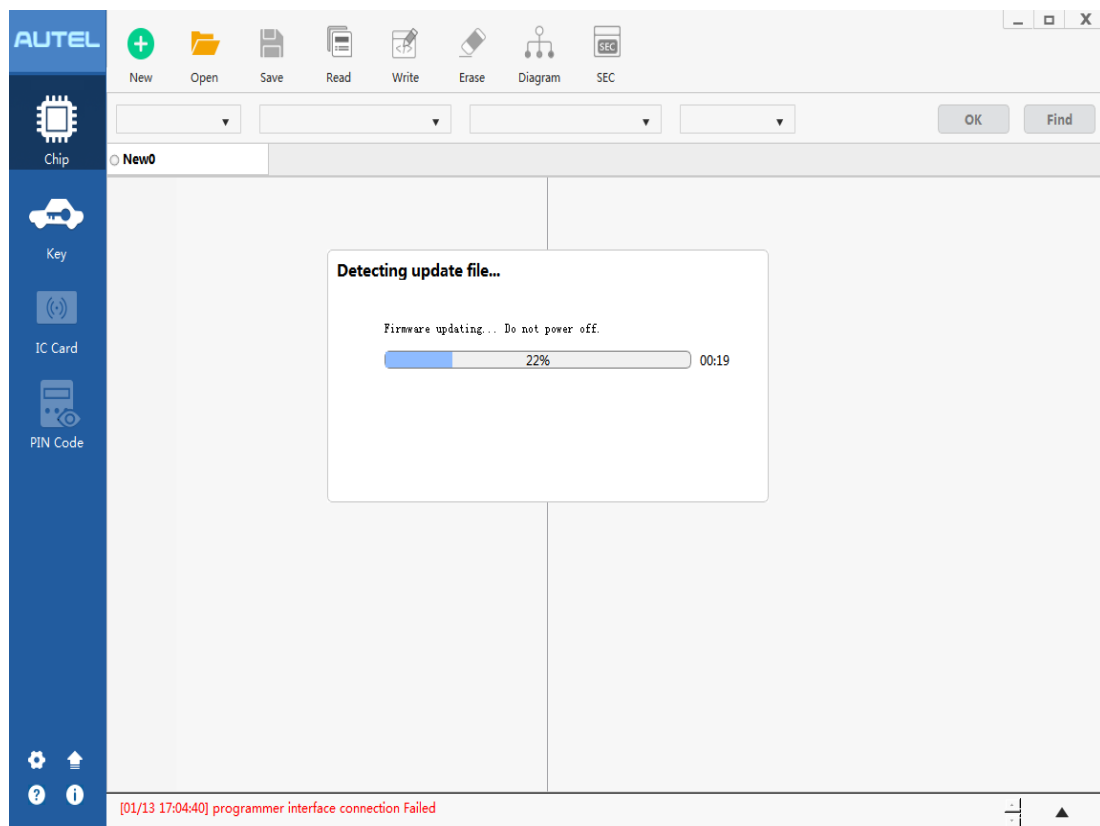 AUTEL
New Open Save Read Write Erase Diagram SEC
OK Find
Chip
New0
Key
IC Card
PIN Code
Detecting update file...
Firmware updating... Do not power off.
22% 00:19
[01/13 17:04:40] programmer interface connection Failed